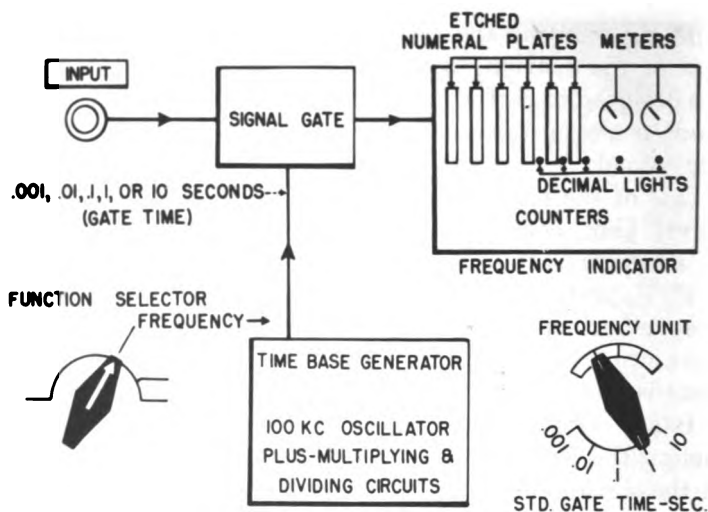 ETCHED
NUMERAL PLATES METERS
INPUT
SIGNAL GATE
.001, .01, .1, 1, OR 10 SECONDS
(GATE TIME)
DECIMAL LIGHTS
COUNTERS
FREQUENCY INDICATOR
FUNCTION SELECTOR
FREQUENCY
TIME BASE GENERATOR
100 KC OSCILLATOR
PLUS-MULTIPLYING &
DIVIDING CIRCUITS
FREQUENCY UNIT
.001
.01
.1
1
10
STD. GATE TIME-SEC.